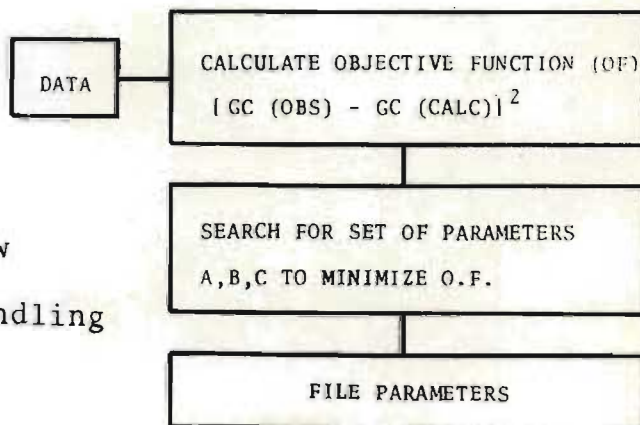 DATA
CALCULATE OBJECTIVE FUNCTION (OF)
[GC (OBS) - GC (CALC)]²
SEARCH FOR SET OF PARAMETERS
A,B,C TO MINIMIZE O.F.
ndling
FILE PARAMETERS